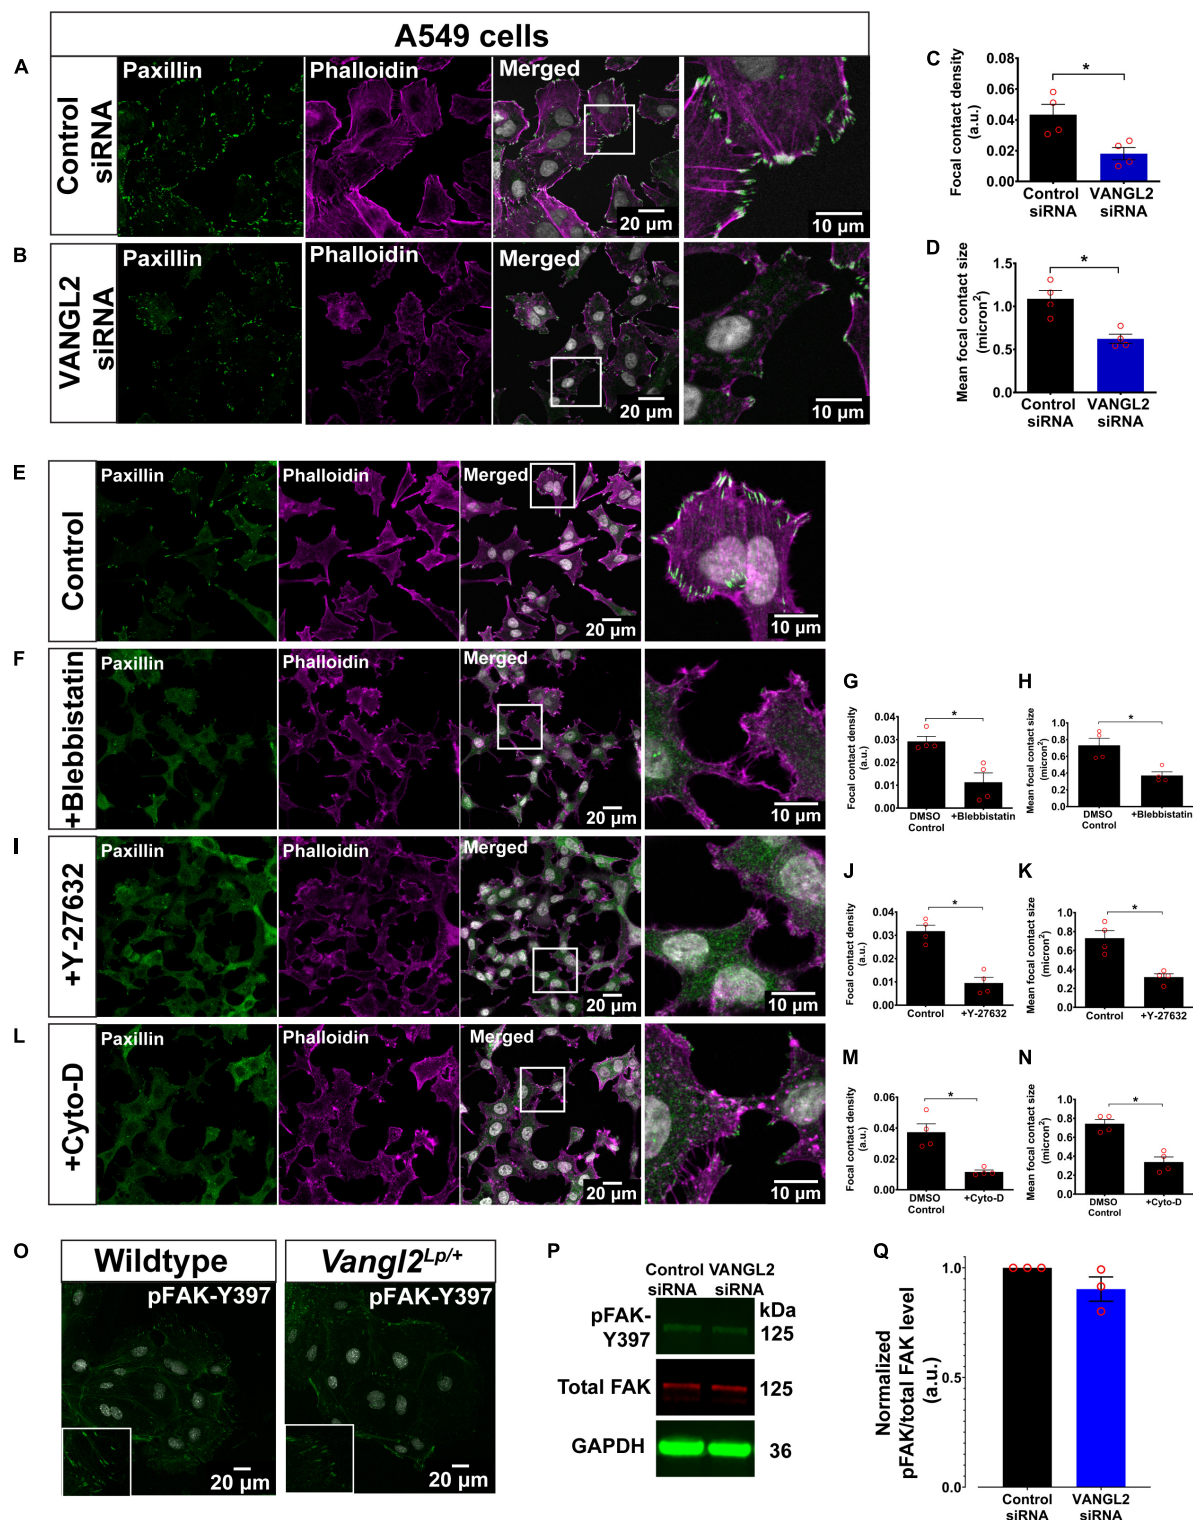 A549 cells
A
Control
siRNA
Paxillin
Phalloidin
Merged
20 µm
10 µm
B
VANGL2
siRNA
Paxillin
Phalloidin
Merged
20 µm
10 µm
C
Focal contact density
(a.u.)
0.08
0.06
0.04
0.02
0.00
*
Control
siRNA
VANGL2
siRNA
D
Mean focal contact size
(micron²)
1.5
1.0
0.5
0.0
*
Control
siRNA
VANGL2
siRNA
E
Control
Paxillin
Phalloidin
Merged
20 µm
10 µm
F
+Blebbistatin
Paxillin
Phalloidin
Merged
20 µm
10 µm
G
Focal contact density
(a.u.)
0.04
0.03
0.02
0.01
0.00
*
DMSO
Control
+Blebbistatin
H
Mean focal contact size
(micron²)
1.0
0.8
0.6
0.4
0.2
0.0
*
DMSO
Control
+Blebbistatin
I
+Y-27632
Paxillin
Phalloidin
Merged
20 µm
10 µm
J
Focal contact density
(a.u.)
0.04
0.03
0.02
0.01
0.00
*
Control
+Y-27632
K
Mean focal contact size
(micron²)
1.0
0.8
0.6
0.4
0.2
0.0
*
Control
+Y-27632
L
+Cyto-D
Paxillin
Phalloidin
Merged
20 µm
10 µm
M
Focal contact density
(a.u.)
0.06
0.04
0.02
0.00
*
DMSO
Control
+Cyto-D
N
Mean focal contact size
(micron²)
1.0
0.8
0.6
0.4
0.2
0.0
*
DMSO
Control
+Cyto-D
O
Wildtype
pFAK-Y397
20 µm
Vangl2Lp/+
pFAK-Y397
20 µm
P
Control VANGL2
siRNA siRNA
kDa
pFAK-
Y397
125
Total FAK
125
GAPDH
36
Q
Normalized
pFAK/total FAK level
(a.u.)
1.0
0.5
0.0
Control
siRNA
VANGL2
siRNA